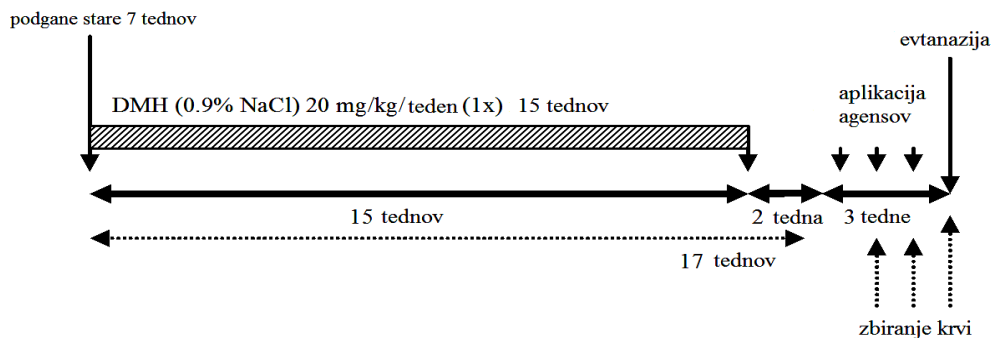 podgane stare 7 tednov
evtanazija
DMH (0.9% NaCl) 20 mg/kg/teden (1x) 15 tednov
aplikacija
agensov
15 tednov
2 tedna
3 tedne
17 tednov
zbiranje krvi